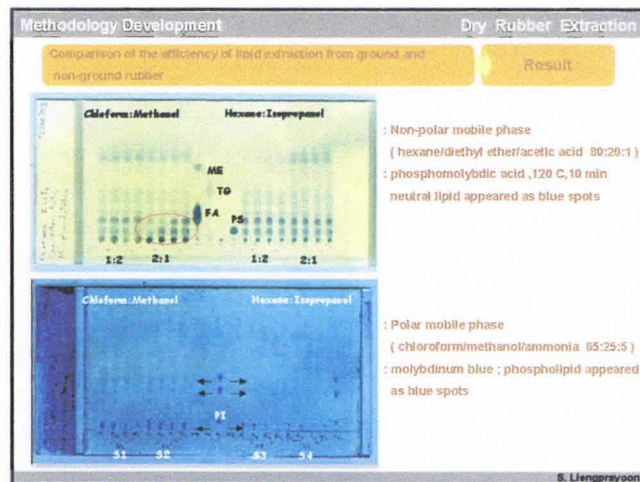 Methodology Development
Dry Rubber Extraction
Comparison of the efficiency of lipid extraction from ground and
non-ground rubber
Result
Chloform:Methanol
Hexane:Isopropanol
ME
TG
FA
PS
1:2
2:1
1:2
2:1
: Non-polar mobile phase
( hexane/diethyl ether/acetic acid 80:20:1 )
: phosphomolybdic acid ,120 C,10 min
neutral lipid appeared as blue spots
Chloform:Methanol
Hexane:Isopropanol
PI
S1
S2
S3
S4
: Polar mobile phase
( chloroform/methanol/ammonia 65:25:5 )
: molybdinum blue ; phospholipid appeared
as blue spots
S. Liengprayoon